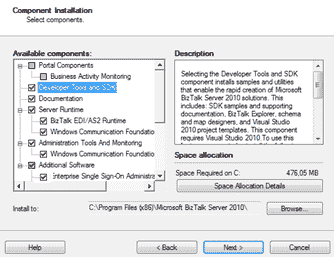 Component Installation
Select components.
Available components:
Portal Components
Business Activity Monitoring
Developer Tools and SDK
Documentation
Server Runtime
BizTalk EDI/AS2 Runtime
Windows Communication Foundatio
Administration Tools And Monitoring
Windows Communication Foundatio
Additional Software
Enterprise Single Sign-On Administra
Description
Selecting the Developer Tools and SDK
component installs samples and utilities
that enable the rapid creation of Microsoft
BizTalk Server 2010 solutions. This
includes: SDK samples and supporting
documentation, BizTalk Explorer, schema
and map designers, and Visual Studio
2010 project templates. This component
requires Visual Studio 2010. To use this
Space allocation
Space Required on C: 476,05 MB
Space Allocation Details
Install to: C:\Program Files (x86)\Microsoft BizTalk Server 2010\
Browse...
Help
< Back
Next >
Cancel